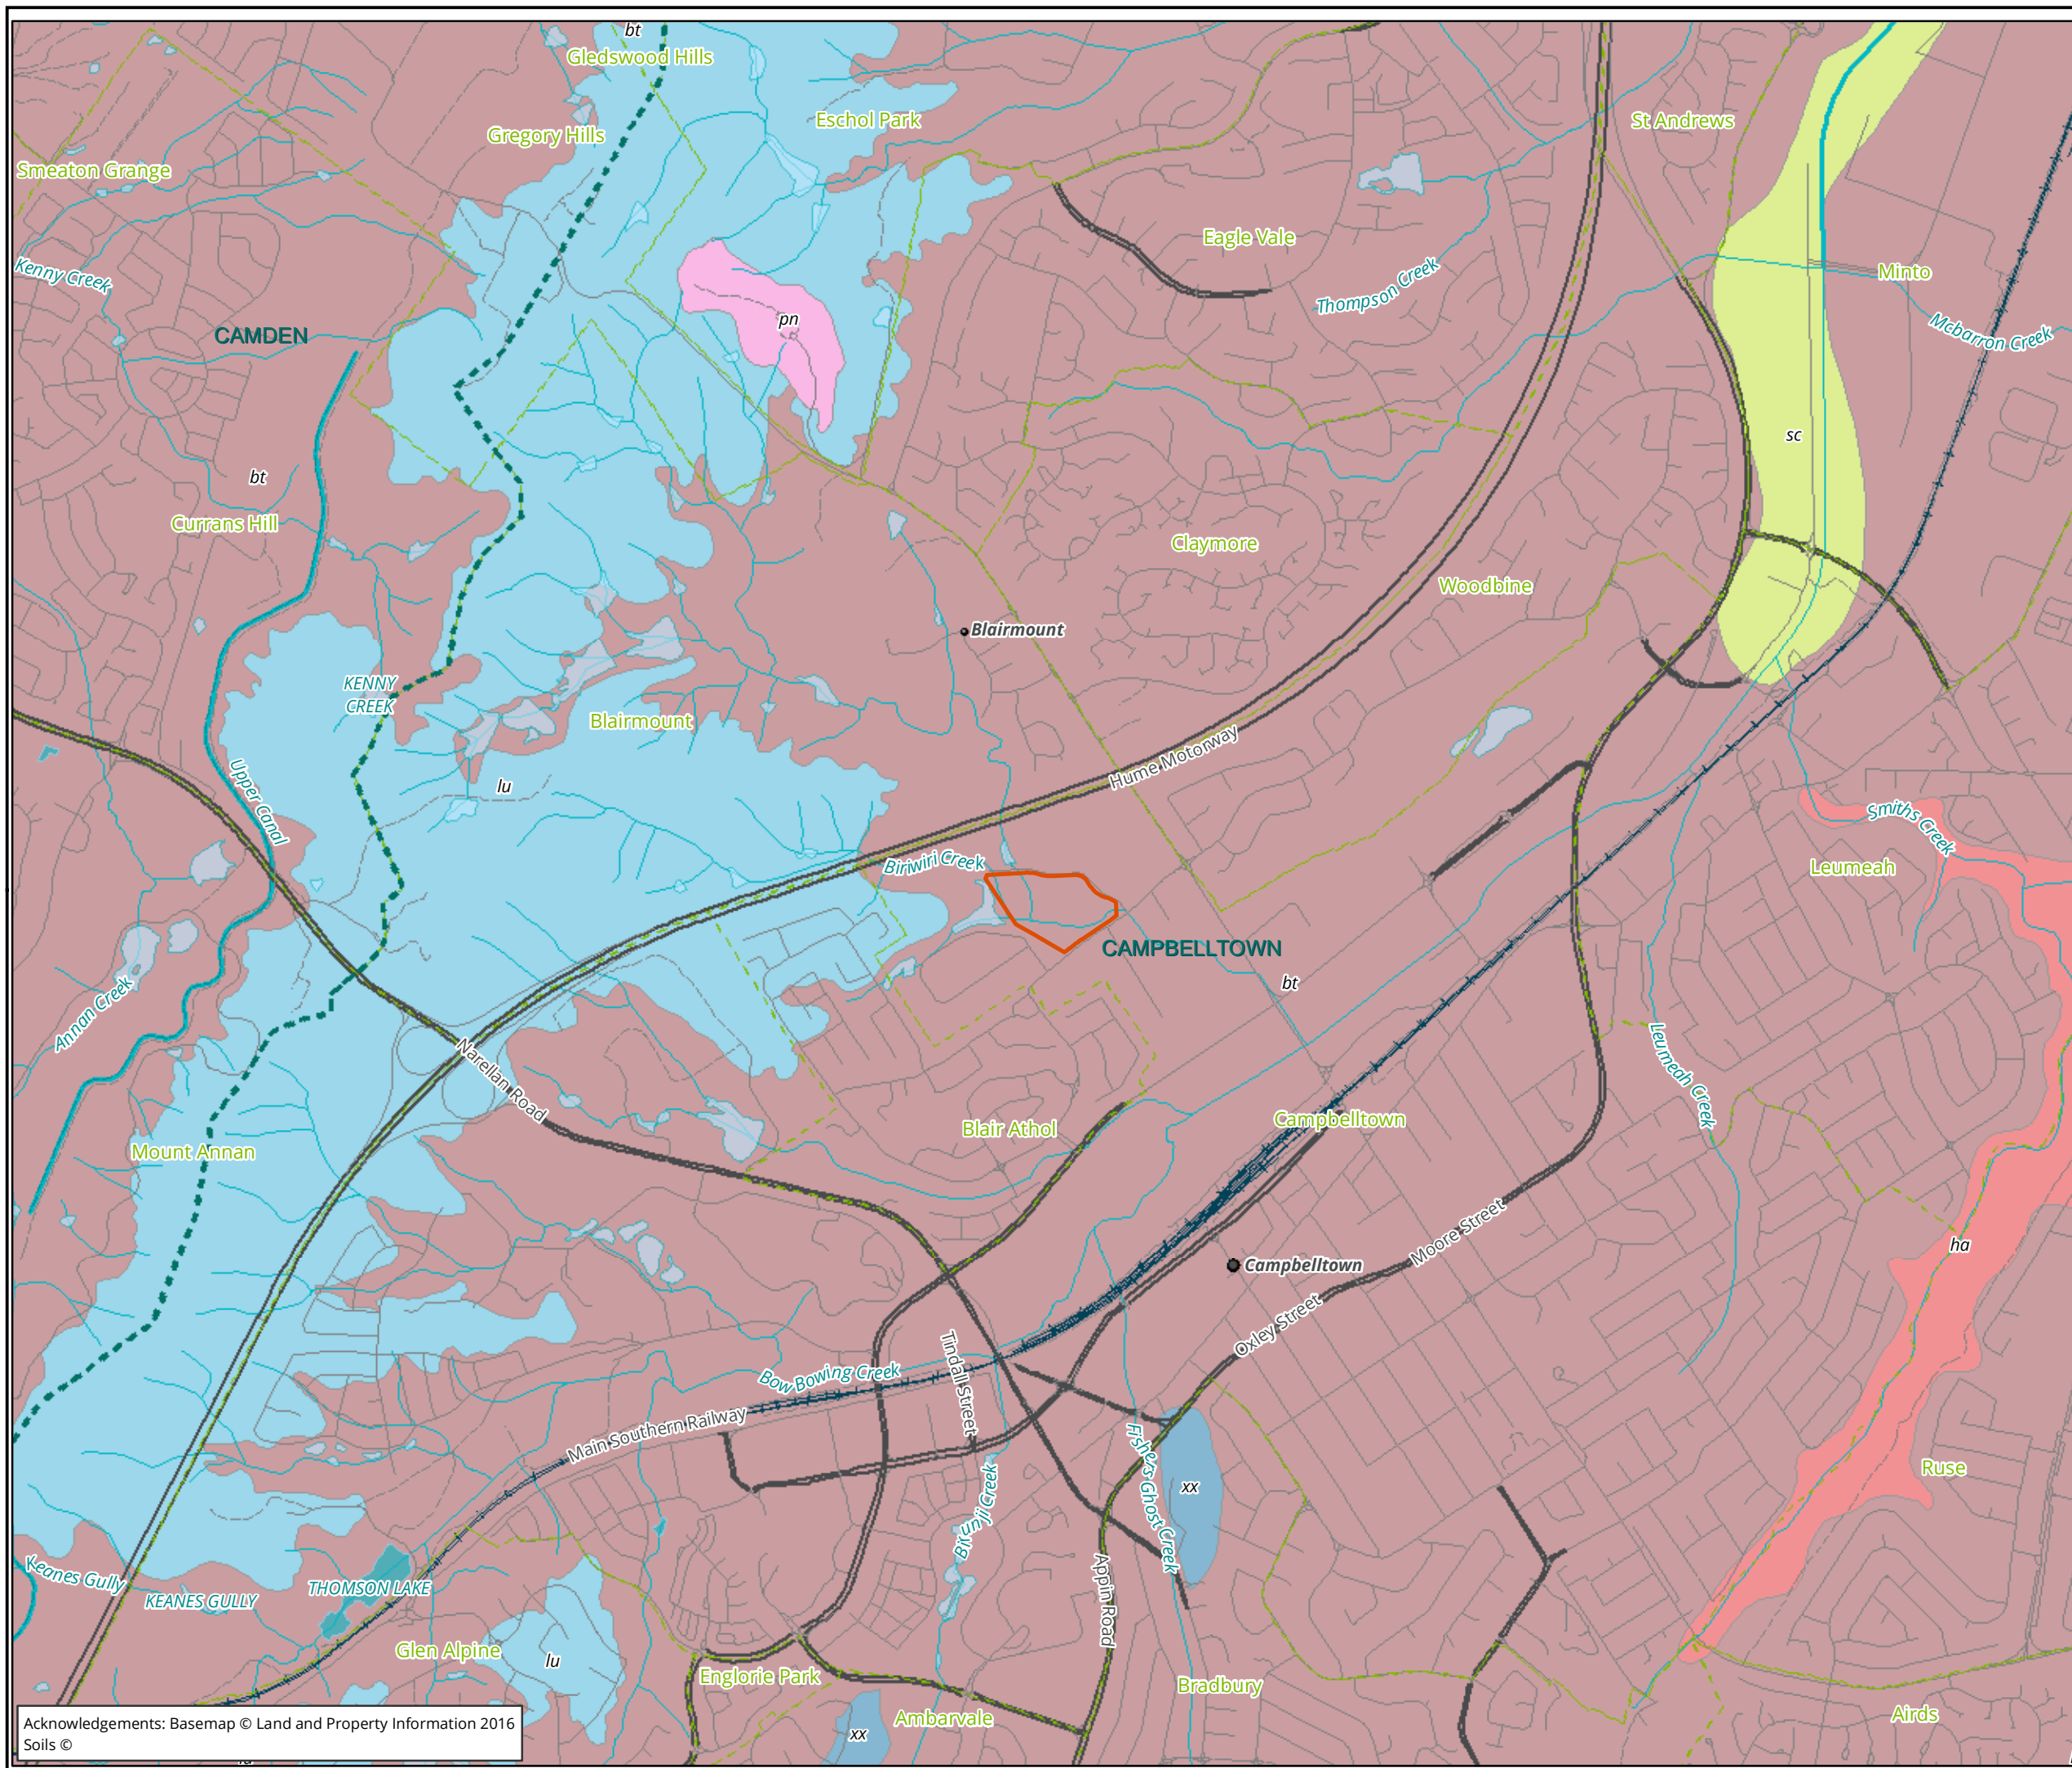 bt
Gledswood Hills
Eschol Park
St Andrews
Gregory Hills
Smeaton Grange
Eagle Vale
Kenny Creek
Thompson Creek
Minto
pn
Mcbarron Creek
CAMDEN
sc
bt
Currans Hill
Claymore
Woodbine
Blairmount
KENNY
CREEK
Blairmount
Hume Motorway
Upper Canal
lu
Smiths Creek
Biriwiri Creek
Leumeah
CAMPBELLTOWN
bt
Annan Creek
Narellan Road
Leumeah Creek
Campbelltown
Blair Athol
Mount Annan
Moore Street
ha
Campbelltown
Oxley Street
Tindall Street
Bow Bowing Creek
Main Southern Railway
Fishers Ghost Creek
Ruse
xx
Birunji Creek
Keanes Gully
THOMSON LAKE
KEANES GULLY
Appin Road
Glen Alpine
lu
Englorie Park
Bradbury
Ambarvale
Airds
xx
Acknowledgements: Basemap © Land and Property Information 2016
Soils ©